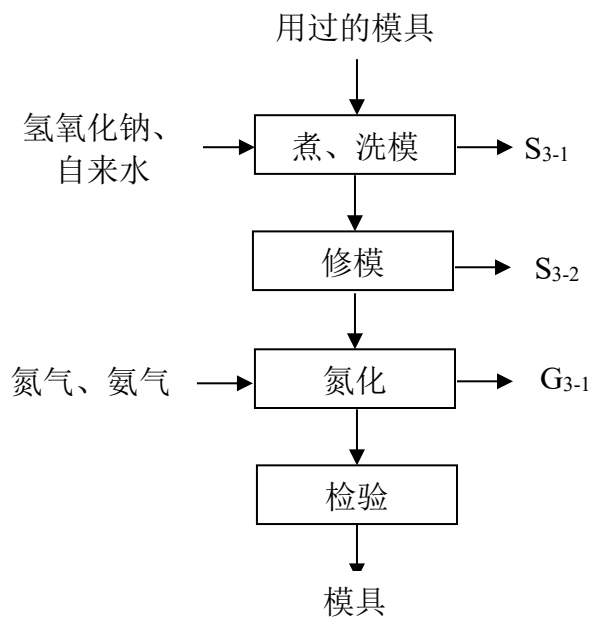 用过的模具
氢氧化钠、
自来水
煮、洗模
S3-1
修模
S3-2
氮气、氨气
氮化
G3-1
检验
模具